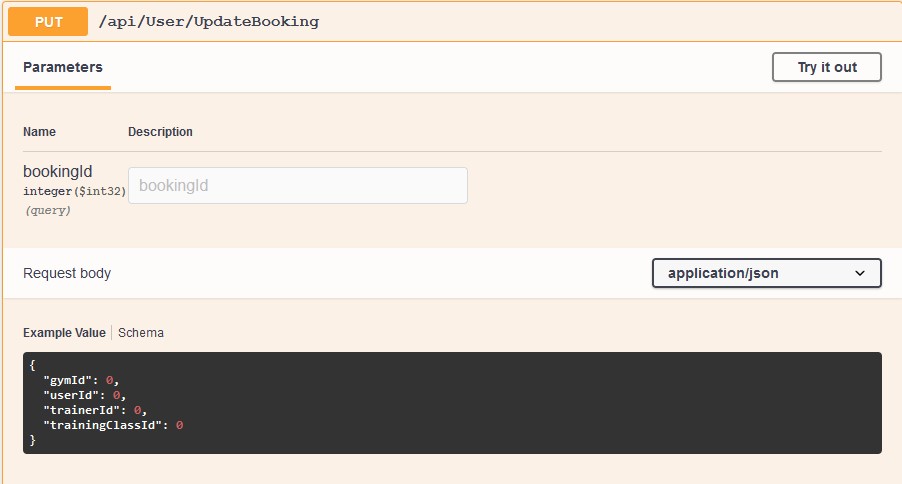 PUT /api/User/UpdateBooking
Parameters Try it out
Name Description
bookingId
integer($int32) bookingId
(query)
Request body application/json
Example Value Schema
{
"gymId": 0,
"userId": 0,
"trainerId": 0,
"trainingClassId": 0
}